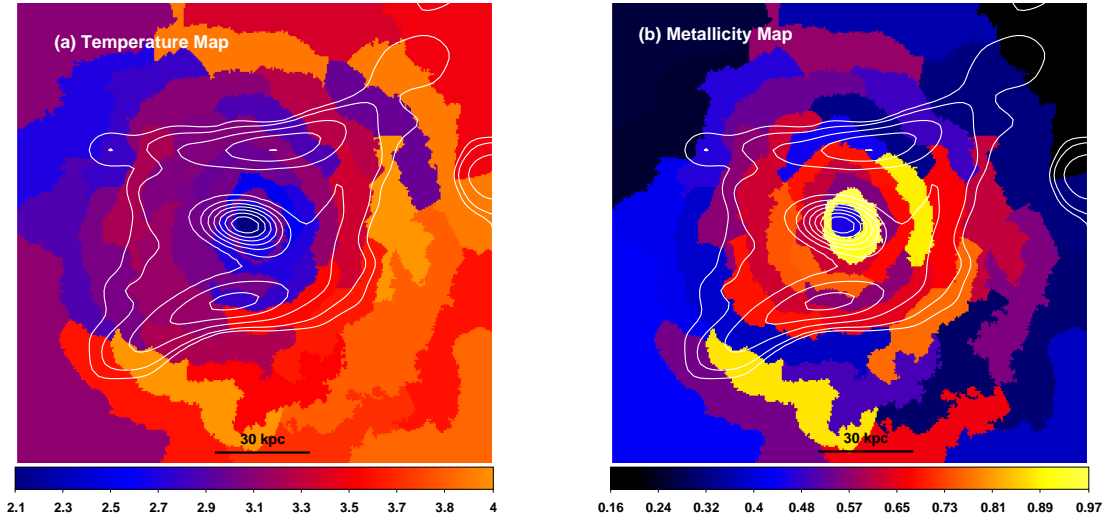 (a) Temperature Map
30 kpc
2.1 2.3 2.5 2.7 2.9 3.1 3.3 3.5 3.7 3.8 4
(b) Metallicity Map
30 kpc
0.16 0.24 0.32 0.4 0.48 0.57 0.65 0.73 0.81 0.89 0.97